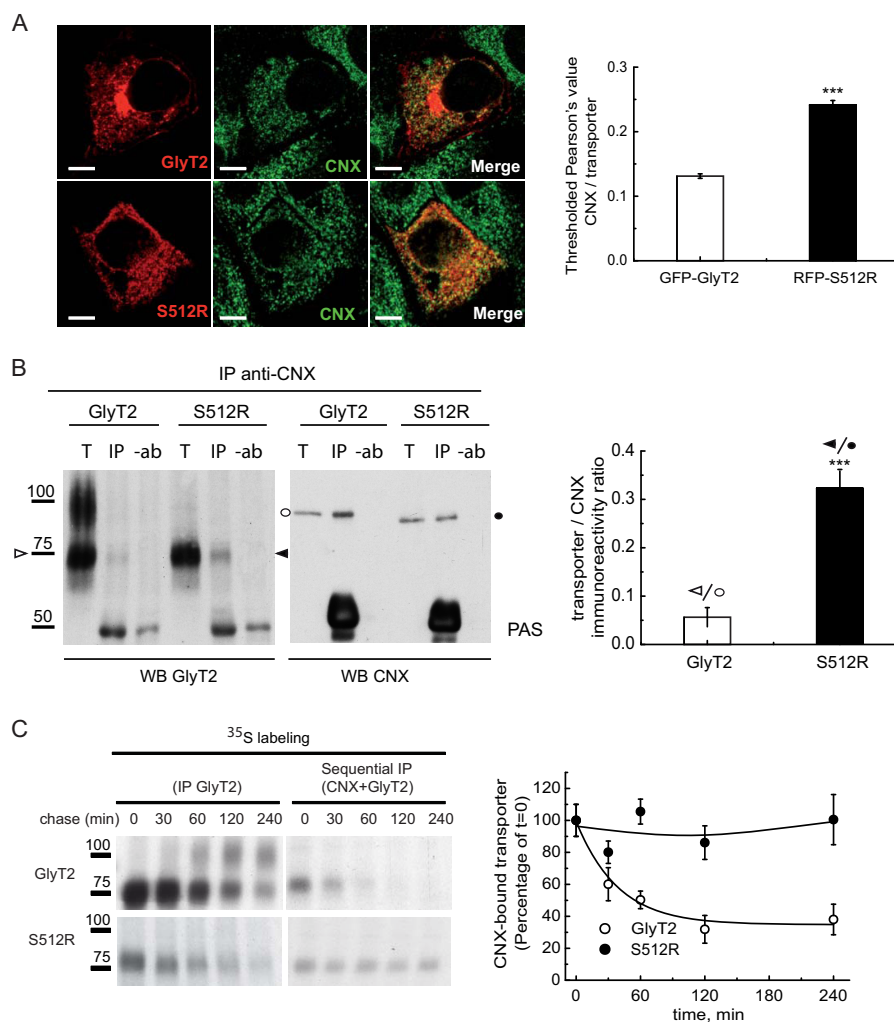 A
GlyT2
CNX
Merge
S512R
CNX
Merge
Thresholded Pearson's value
CNX / transporter
0.3
0.2
0.1
0.0
***
GFP-GlyT2
RFP-S512R
B
IP anti-CNX
GlyT2
S512R
GlyT2
S512R
T IP -ab
T IP -ab
T IP -ab
T IP -ab
100
75
50
PAS
WB GlyT2
WB CNX
transporter / CNX
immunoreactivity ratio
0.4
0.3
0.2
0.1
0.0
/
/
***
GlyT2
S512R
C
35S labeling
(IP GlyT2)
Sequential IP
(CNX+GlyT2)
chase (min)
0 30 60 120 240
0 30 60 120 240
GlyT2
100
75
S512R
100
75
CNX-bound transporter
(Percentage of t=0)
120
100
80
60
40
20
0
GlyT2
S512R
0 60 120 180 240
time, min